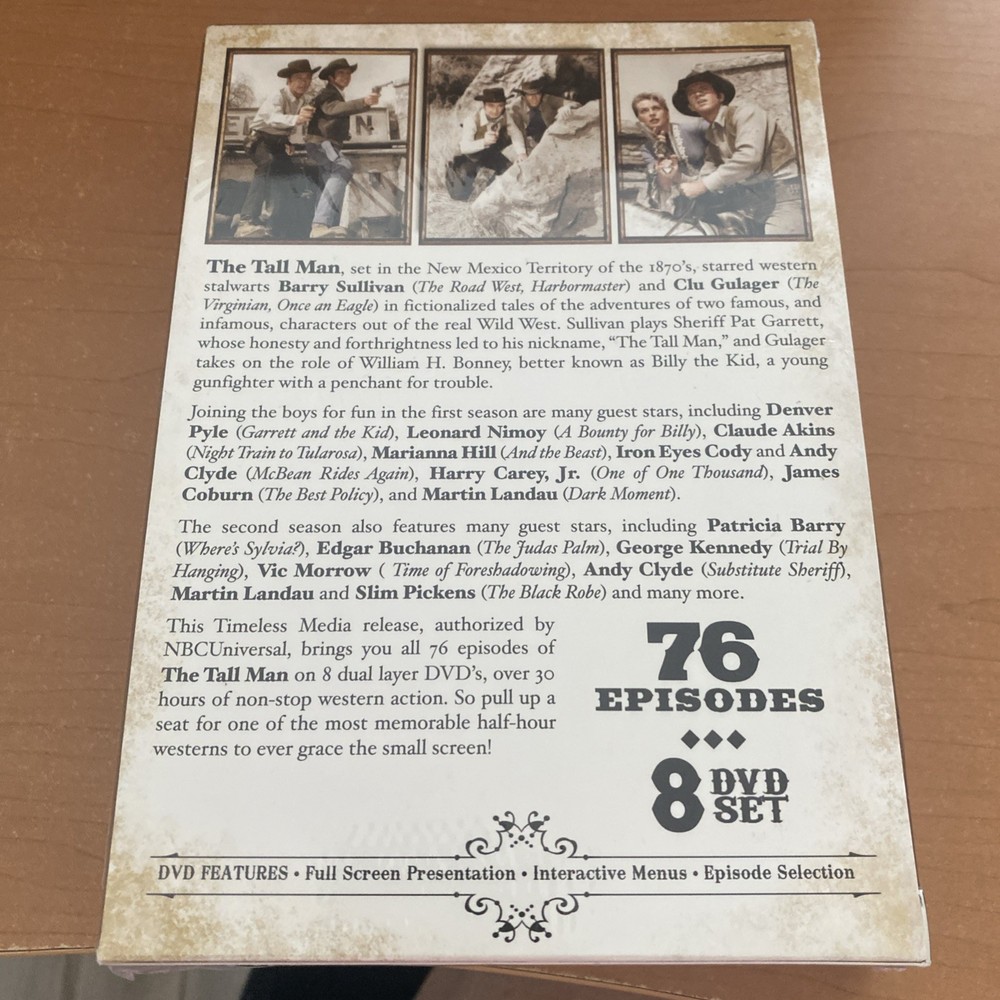 The Tall Man, set in the New Mexico Territory of the 1870's, starred western
stalwarts Barry Sullivan (The Road West, Harbormaster) and Clu Gulager (The
Virginian, Once an Eagle) in fictionalized tales of the adventures of two famous, and
infamous, characters out of the real Wild West. Sullivan plays Sheriff Pat Garrett,
whose honesty and forthrightness led to his nickname, “The Tall Man,” and Gulager
takes on the role of William H. Bonney, better known as Billy the Kid, a young
gunfighter with a penchant for trouble.
Joining the boys for fun in the first season are many guest stars, including Denver
Pyle (Garrett and the Kid), Leonard Nimoy (A Bounty for Billy), Claude Akins
(Night Train to Tularosa), Marianna Hill (And the Beast), Iron Eyes Cody and Andy
Clyde (McBean Rides Again), Harry Carey, Jr. (One of One Thousand), James
Coburn (The Best Policy), and Martin Landau (Dark Moment).
The second season also features many guest stars, including Patricia Barry
(Where's Sylvia?), Edgar Buchanan (The Judas Palm), George Kennedy (Trial By
Hanging), Vic Morrow ( Time of Foreshadowing), Andy Clyde (Substitute Sheriff),
Martin Landau and Slim Pickens (The Black Robe) and many more.
This Timeless Media release, authorized by
NBCUniversal, brings you all 76 episodes of
The Tall Man on 8 dual layer DVD's, over 30
hours of non-stop western action. So pull up a
seat for one of the most memorable half-hour
westerns to ever grace the small screen!
76
EPISODES
8 DVD
SET
DVD FEATURES • Full Screen Presentation • Interactive Menus • Episode Selection